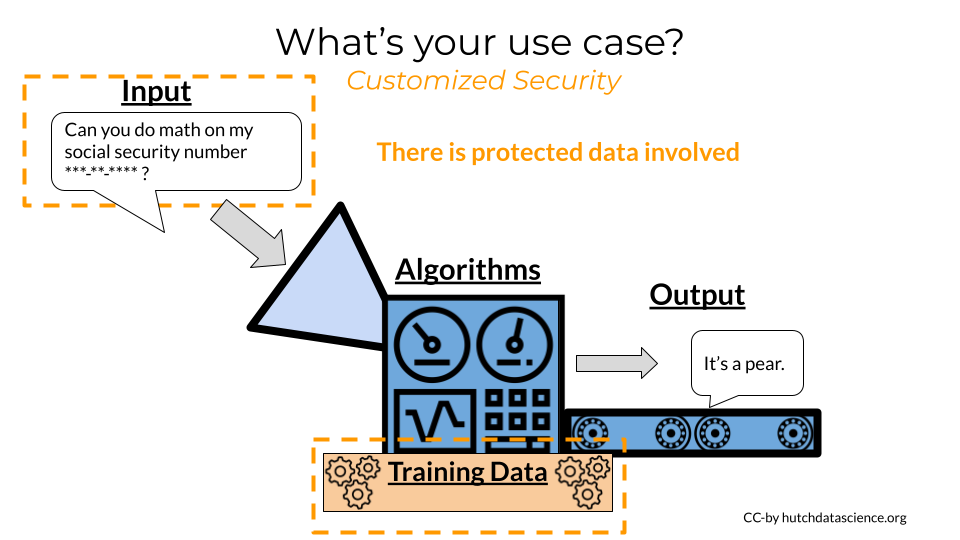 What's your use case?
Customized Security
Input
Can you do math on my
social security number
***-**-**** ?
There is protected data involved
Algorithms
Output
It's a pear.
Training Data
CC-by hutchdatascience.org